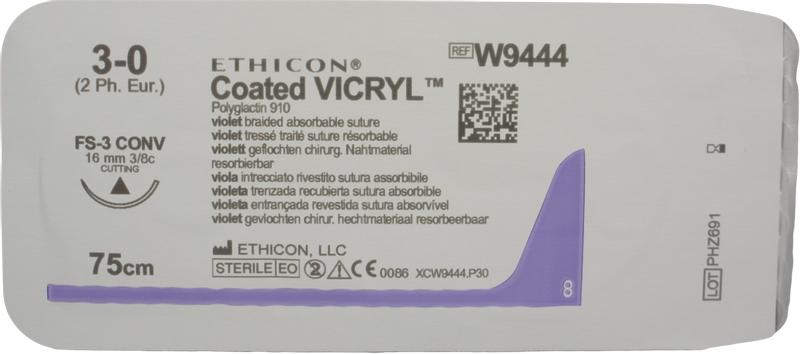 3-0
(2 Ph. Eur.)
FS-3 CONV
16 mm 3/8c
CUTTING
75cm
ETHICON®
Coated VICRYL™
Polyglactin 910
violet braided absorbable suture
violet tressé traité suture résorbable
violett geflochten chirurg. Nahtmaterial
resorbierbar
viola intrecciato rivestito sutura assorbibile
violeta trenzada recubierta sutura absorbible
violeta entrançada revestida sutura absorvível
violet gevlochten chirur. hechtmateriaal resorbeerbaar
ETHICON, LLC
STERILE EO 2 CE 0086 XCW9444.P30
REF W9444
8
LOT PHZ691